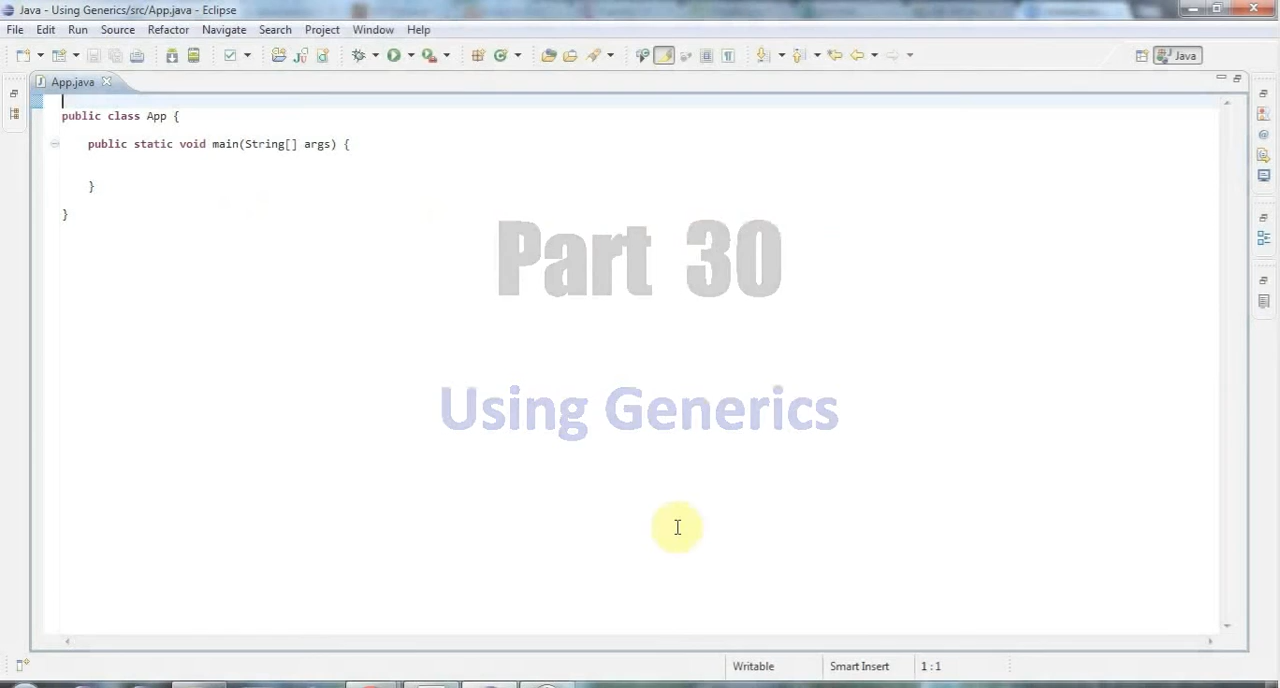 Java - Using Generics/src/App.java - Eclipse
File Edit Run Source Refactor Navigate Search Project Window Help
Java
App.java
public class App {
public static void main(String[] args) {
}
}
Part 30
Using Generics
Writable Smart Insert 1 : 1